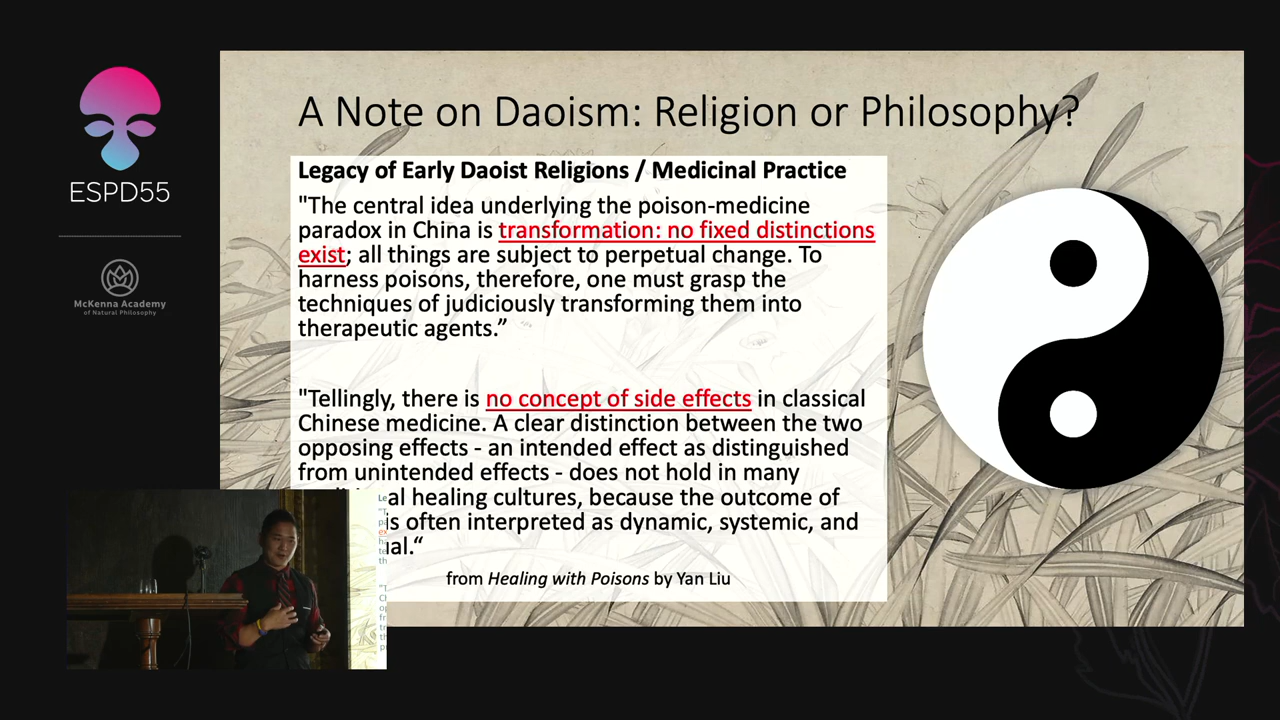 ESPD55
McKenna Academy
of Natural Philosophy
A Note on Daoism: Religion or Philosophy?
Legacy of Early Daoist Religions / Medicinal Practice
"The central idea underlying the poison-medicine
paradox in China is transformation: no fixed distinctions
exist; all things are subject to perpetual change. To
harness poisons, therefore, one must grasp the
techniques of judiciously transforming them into
therapeutic agents.”
"Tellingly, there is no concept of side effects in classical
Chinese medicine. A clear distinction between the two
opposing effects - an intended effect as distinguished
from unintended effects - does not hold in many
al healing cultures, because the outcome of
is often interpreted as dynamic, systemic, and
al.“
from Healing with Poisons by Yan Liu